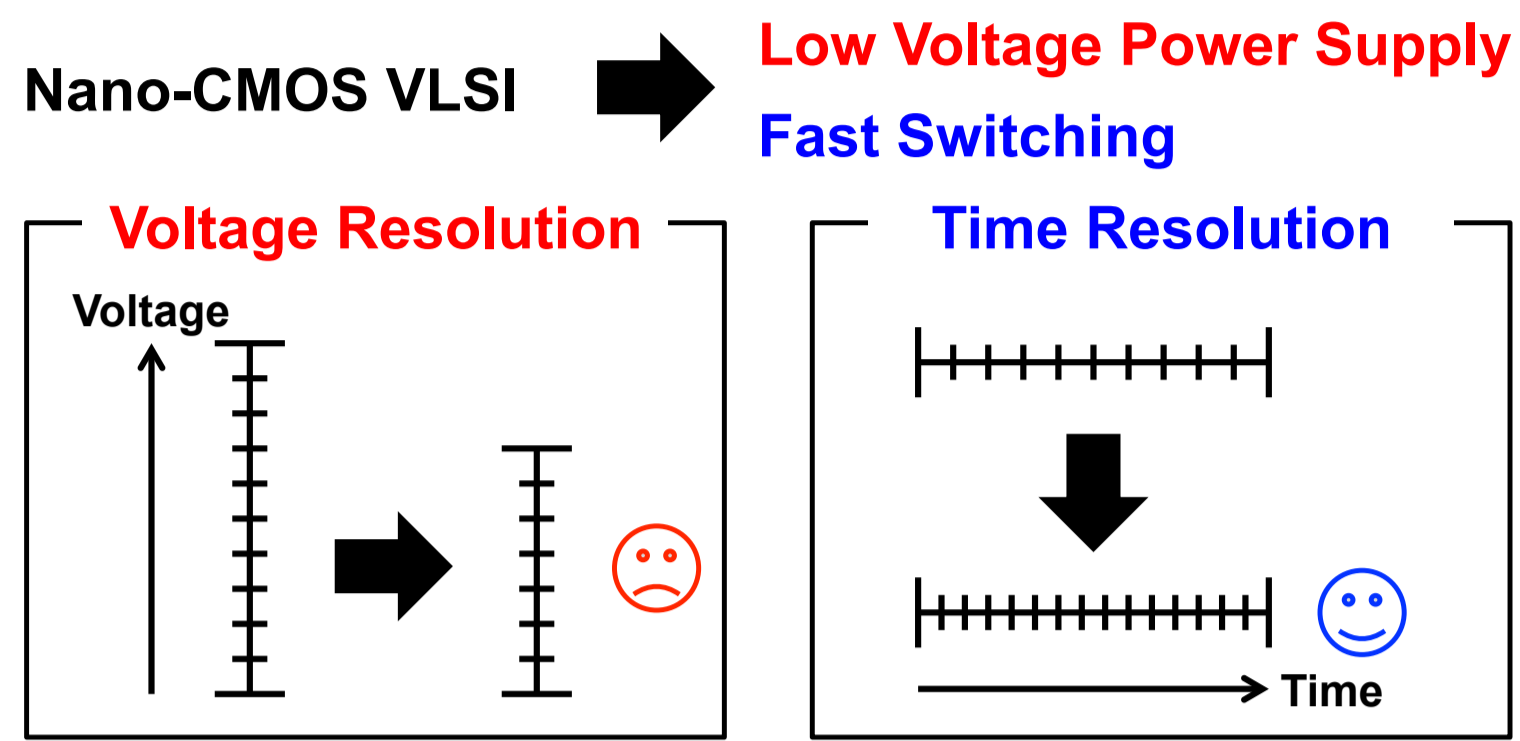 Nano-CMOS VLSI
Low Voltage Power Supply
Fast Switching
Voltage Resolution
Voltage
Time Resolution
Time